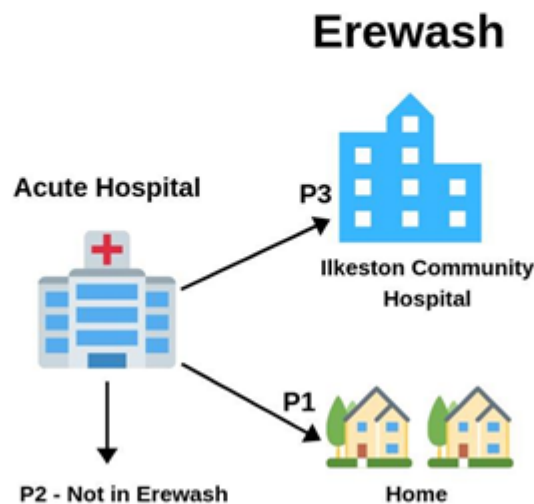 Erewash
Acute Hospital
P3
Ilkeston Community
Hospital
P1
P2 - Not in Erewash
Home